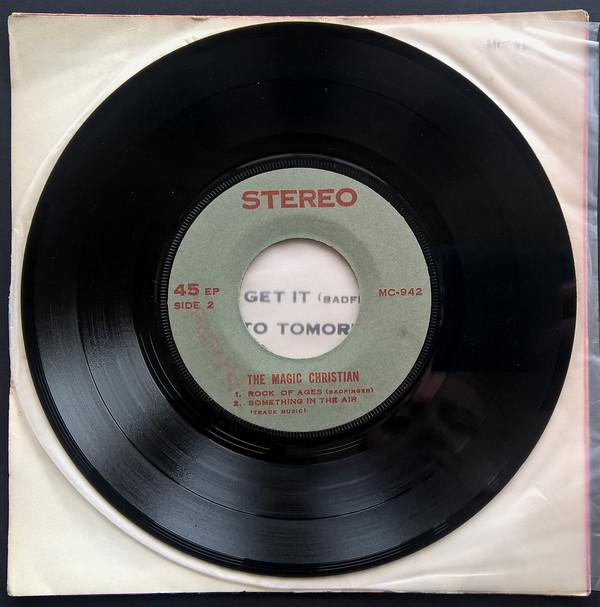 STEREO
45 EP
SIDE 2
MC-942
GET IT (BADFI
TO TOMOR
THE MAGIC CHRISTIAN
1. ROCK OF AGES (BADFINGER)
2. SOMETHING IN THE AIR
(TRACK MUSIC)